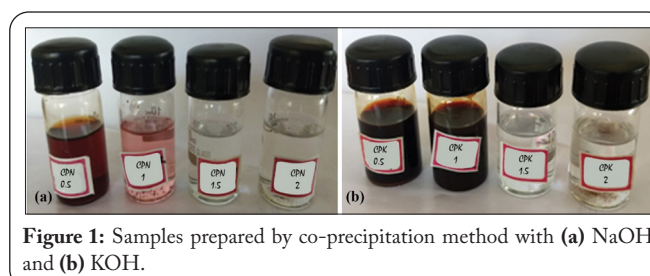 CPN CPN CPN CPN
0.5 1 1.5 2
(a)
CPK CPK CPK CPK
0.5 1 1.5 2
(b)
Figure 1: Samples prepared by co-precipitation method with (a) NaOH
and (b) KOH.